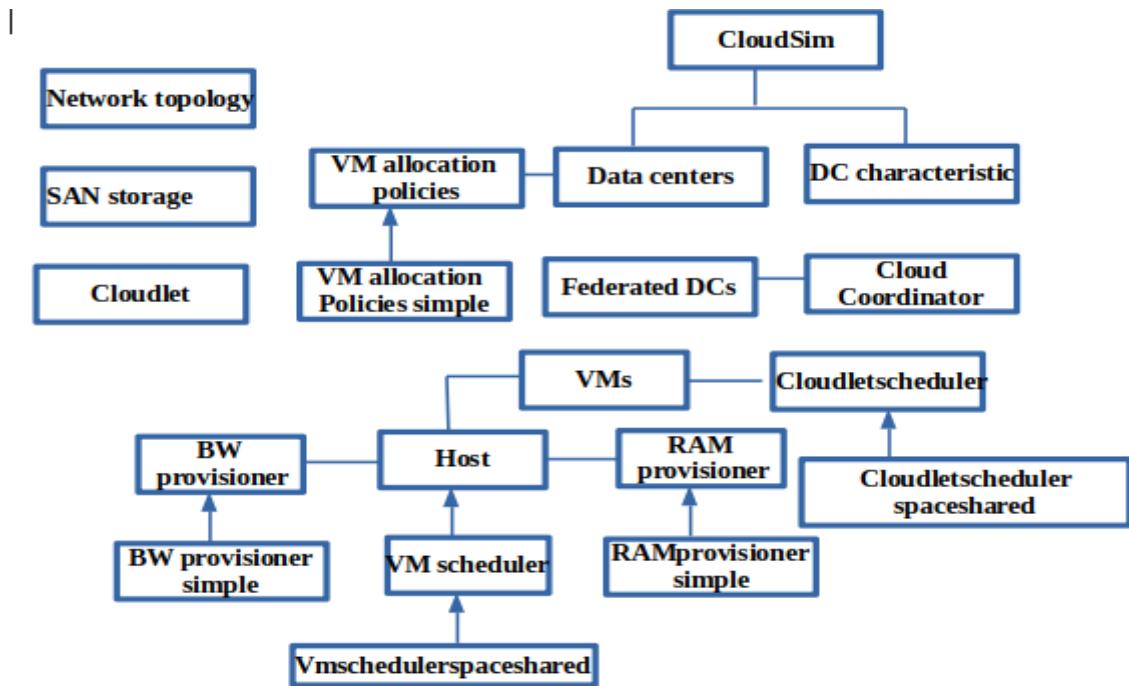 CloudSim
Network topology
VM allocation
policies
Data centers
DC characteristic
SAN storage
Cloudlet
VM allocation
Policies simple
Federated DCs
Cloud
Coordinator
VMs
Cloudletscheduler
BW
provisioner
Host
RAM
provisioner
Cloudletscheduler
spaceshared
BW provisioner
simple
VM scheduler
RAMprovisioner
simple
Vmschedulerspaceshared